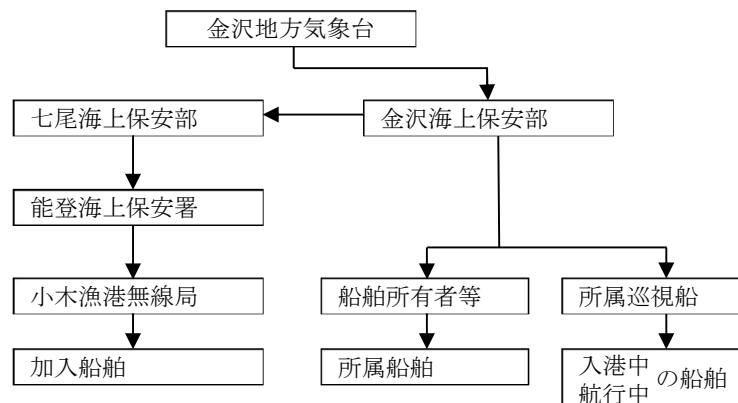 金沢地方気象台
七尾海上保安部
金沢海上保安部
能登海上保安署
小木漁港無線局
船舶所有者等
所属巡視船
加入船舶
所属船舶
入港中
航行中
の船舶